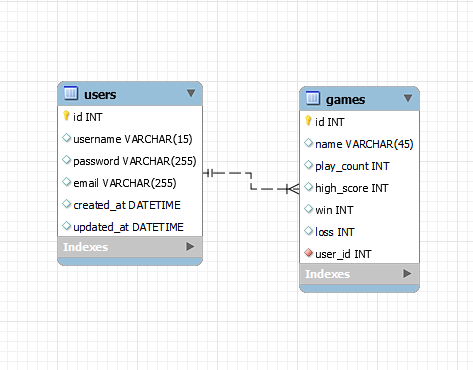 users
id INT
username VARCHAR(15)
password VARCHAR(255)
email VARCHAR(255)
created_at DATETIME
updated_at DATETIME
Indexes
games
id INT
name VARCHAR(45)
play_count INT
high_score INT
win INT
loss INT
user_id INT
Indexes